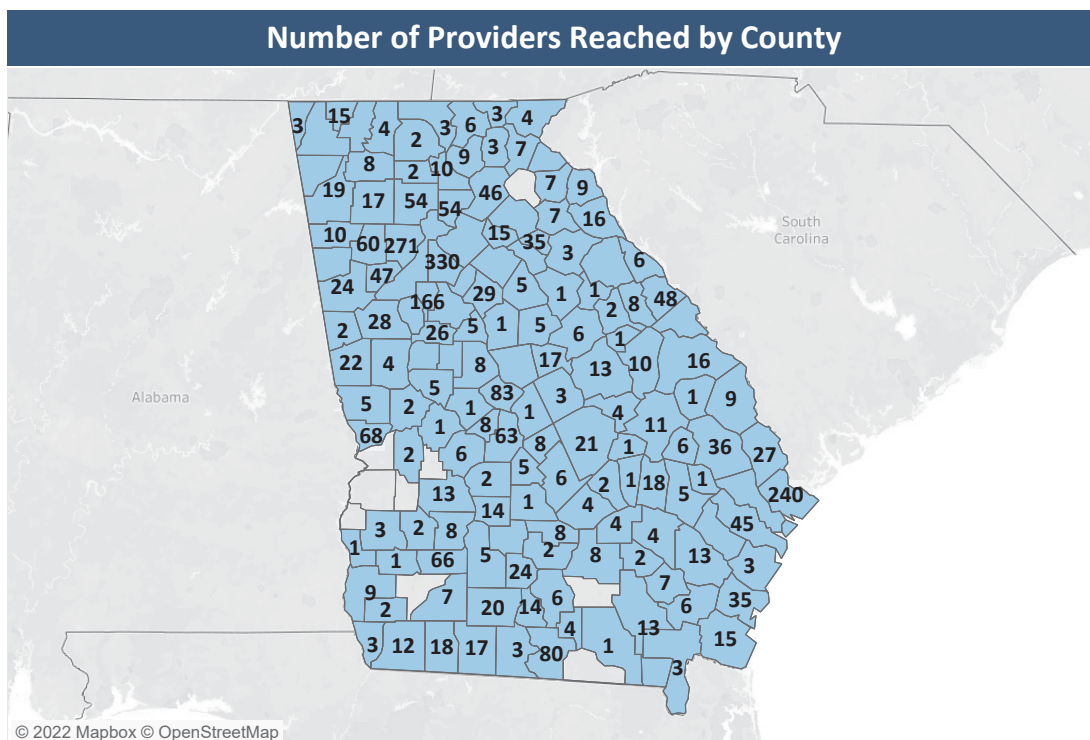 Number of Providers Reached by County
3 15 4 2 3 6 3 4
8 2 10 9 3 7
19 17 54 54 46 7 9
7 16
10 60 271 330 15 35 3 6
24 47 166 29 5 1 1 2 8 48
2 28 26 5 1 5 6 1
22 4 8 17 13 10 16
5 2 5 1 83 1 3 4 1 9
68 1 8 63 8 21 1 11 6 36 27
2 6 2 5 6 2 1 18 5 1 240
13 14 1 4 4 45
3 2 8 8 4 13
1 1 66 5 2 8 2 3
24 7
9 2 7 20 14 6 6 35
4 13 15
3 12 18 17 3 80 1 3
South
Carolina
Alabama
© 2022 Mapbox © OpenStreetMap